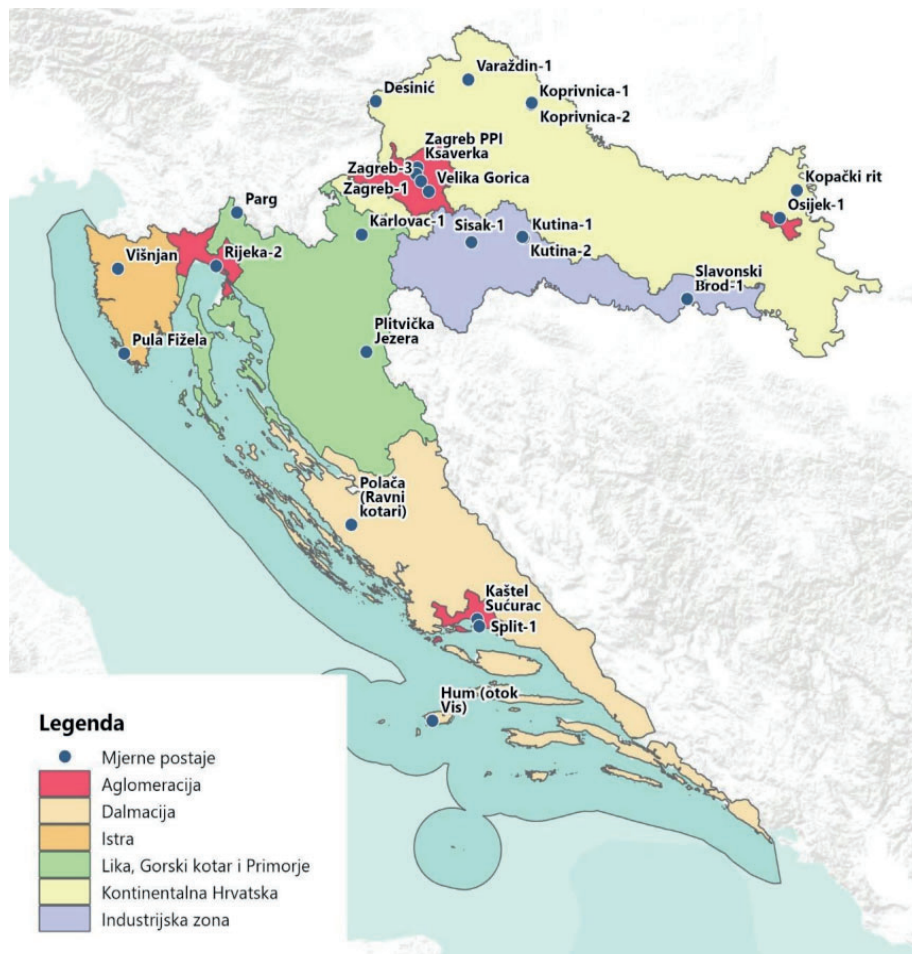 Varaždin-1
Desinić
Koprivnica-1
Koprivnica-2
Zagreb PPI
Ksaverka
Zagreb-3
Zagreb-1
Velika Gorica
Kopački rit
Osijek-1
Parg
Karlovac-1
Sisak-1
Kutina-1
Kutina-2
Višnjan
Rijeka-2
Slavonski
Brod-1
Pula Fižela
Plitvička
Jezera
Polača
(Ravni
kotari)
Kaštel
Sućurac
Split-1
Hum (otok
Vis)
Legenda
Mjerne postaje
Aglomeracija
Dalmacija
Istra
Lika, Gorski kotar i Primorje
Kontinentalna Hrvatska
Industrijska zona